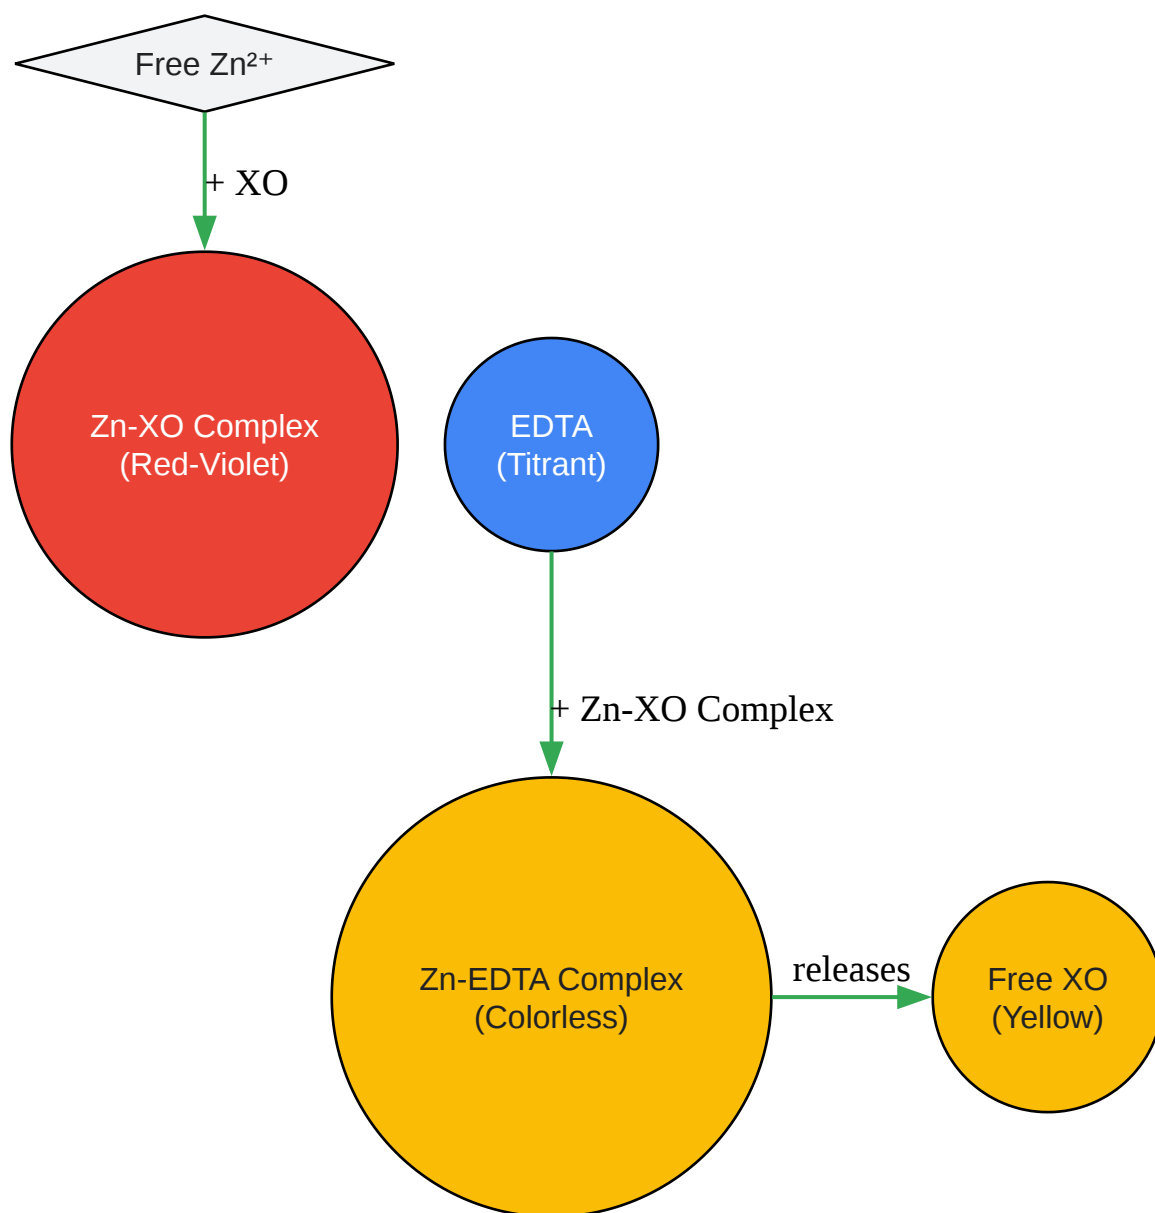 Free Zn²⁺
+ XO
Zn-XO Complex
(Red-Violet)
EDTA
(Titrant)
+ Zn-XO Complex
Zn-EDTA Complex
(Colorless)
releases
Free XO
(Yellow)